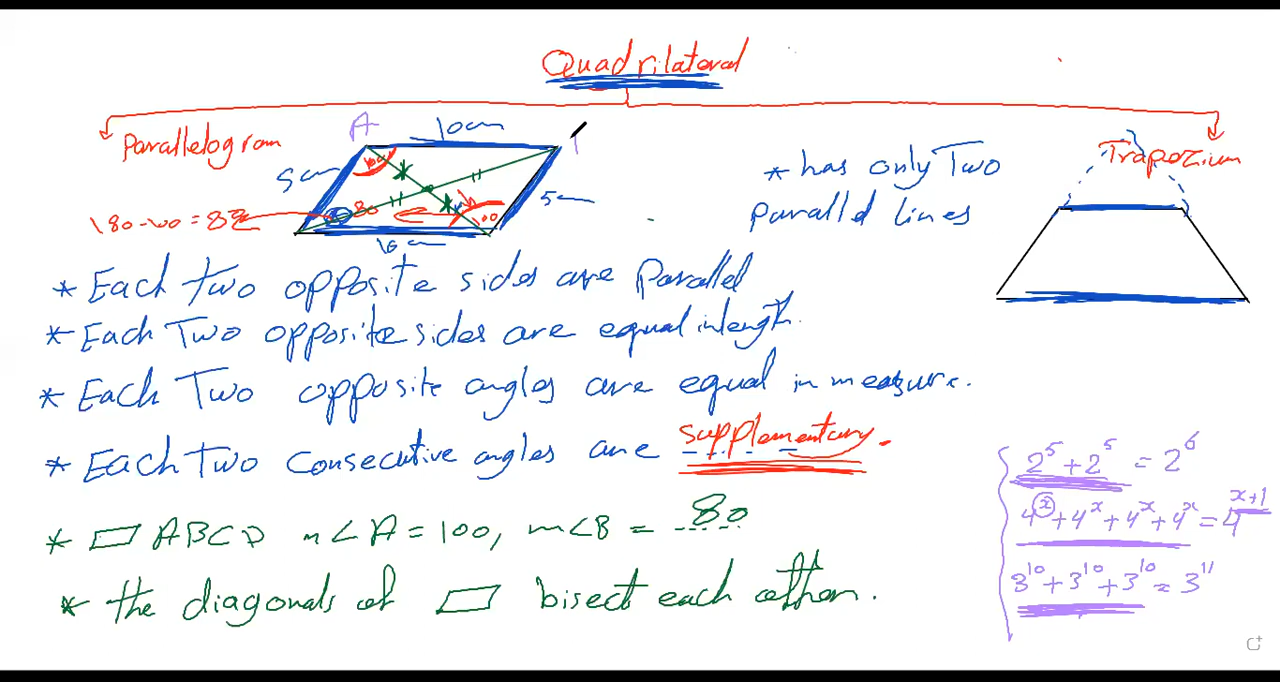 Quadrilateral
Parallelogram
A
10cm
5cm
5cm
100
80
100
180-100=80
10cm
* has only Two
parallel lines
Trapezium
* Each two opposite sides are parallel
* Each Two opposite sides are equal in length.
* Each Two opposite angles are equal in measure.
* Each Two Consecutive angles are supplementary.
* ▱ ABCD m∠A = 100, m∠B = 80
* the diagonals of ▱ bisect each other.
2⁵ + 2⁵ = 2⁶
4ˣ + 4ˣ + 4ˣ + 4ˣ = 4ˣ⁺¹
3¹⁰ + 3¹⁰ + 3¹⁰ = 3¹¹